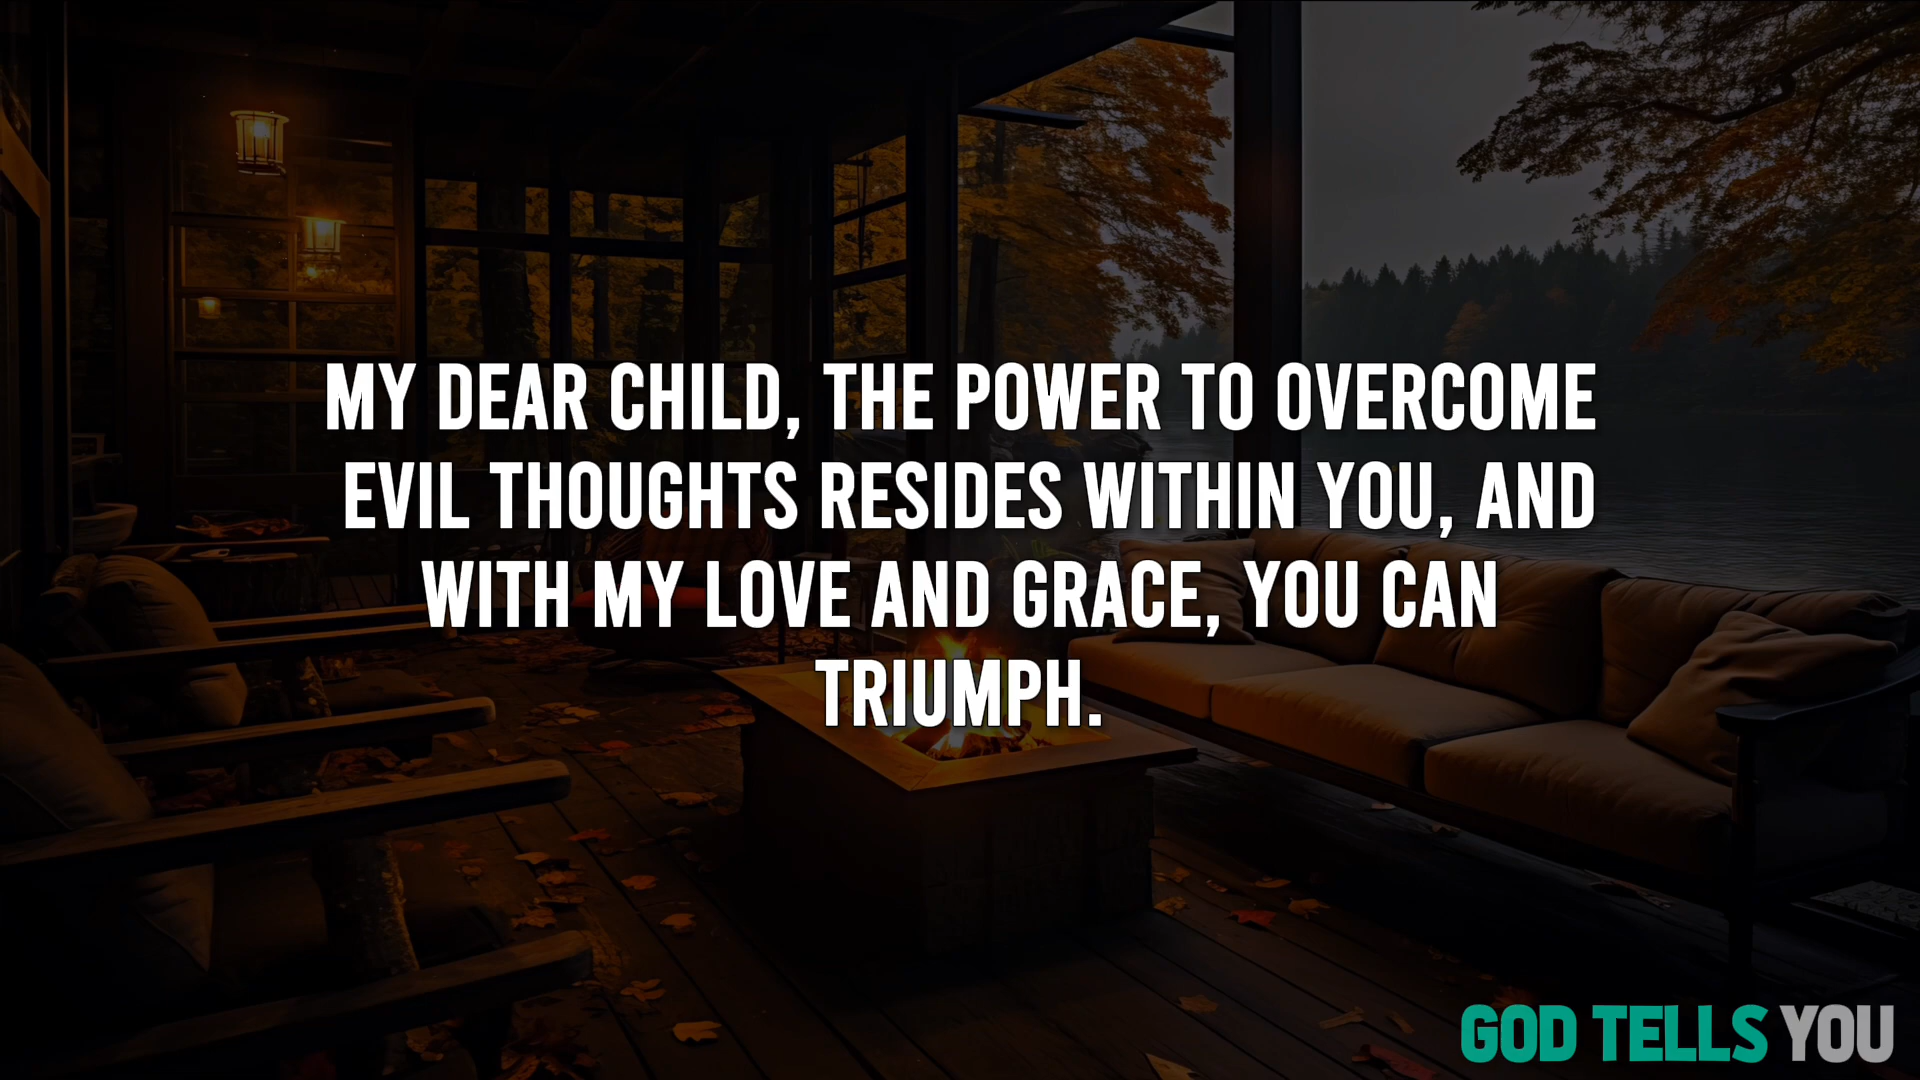 MY DEAR CHILD, THE POWER TO OVERCOME
EVIL THOUGHTS RESIDES WITHIN YOU, AND
WITH MY LOVE AND GRACE, YOU CAN
TRIUMPH.
GOD TELLS YOU